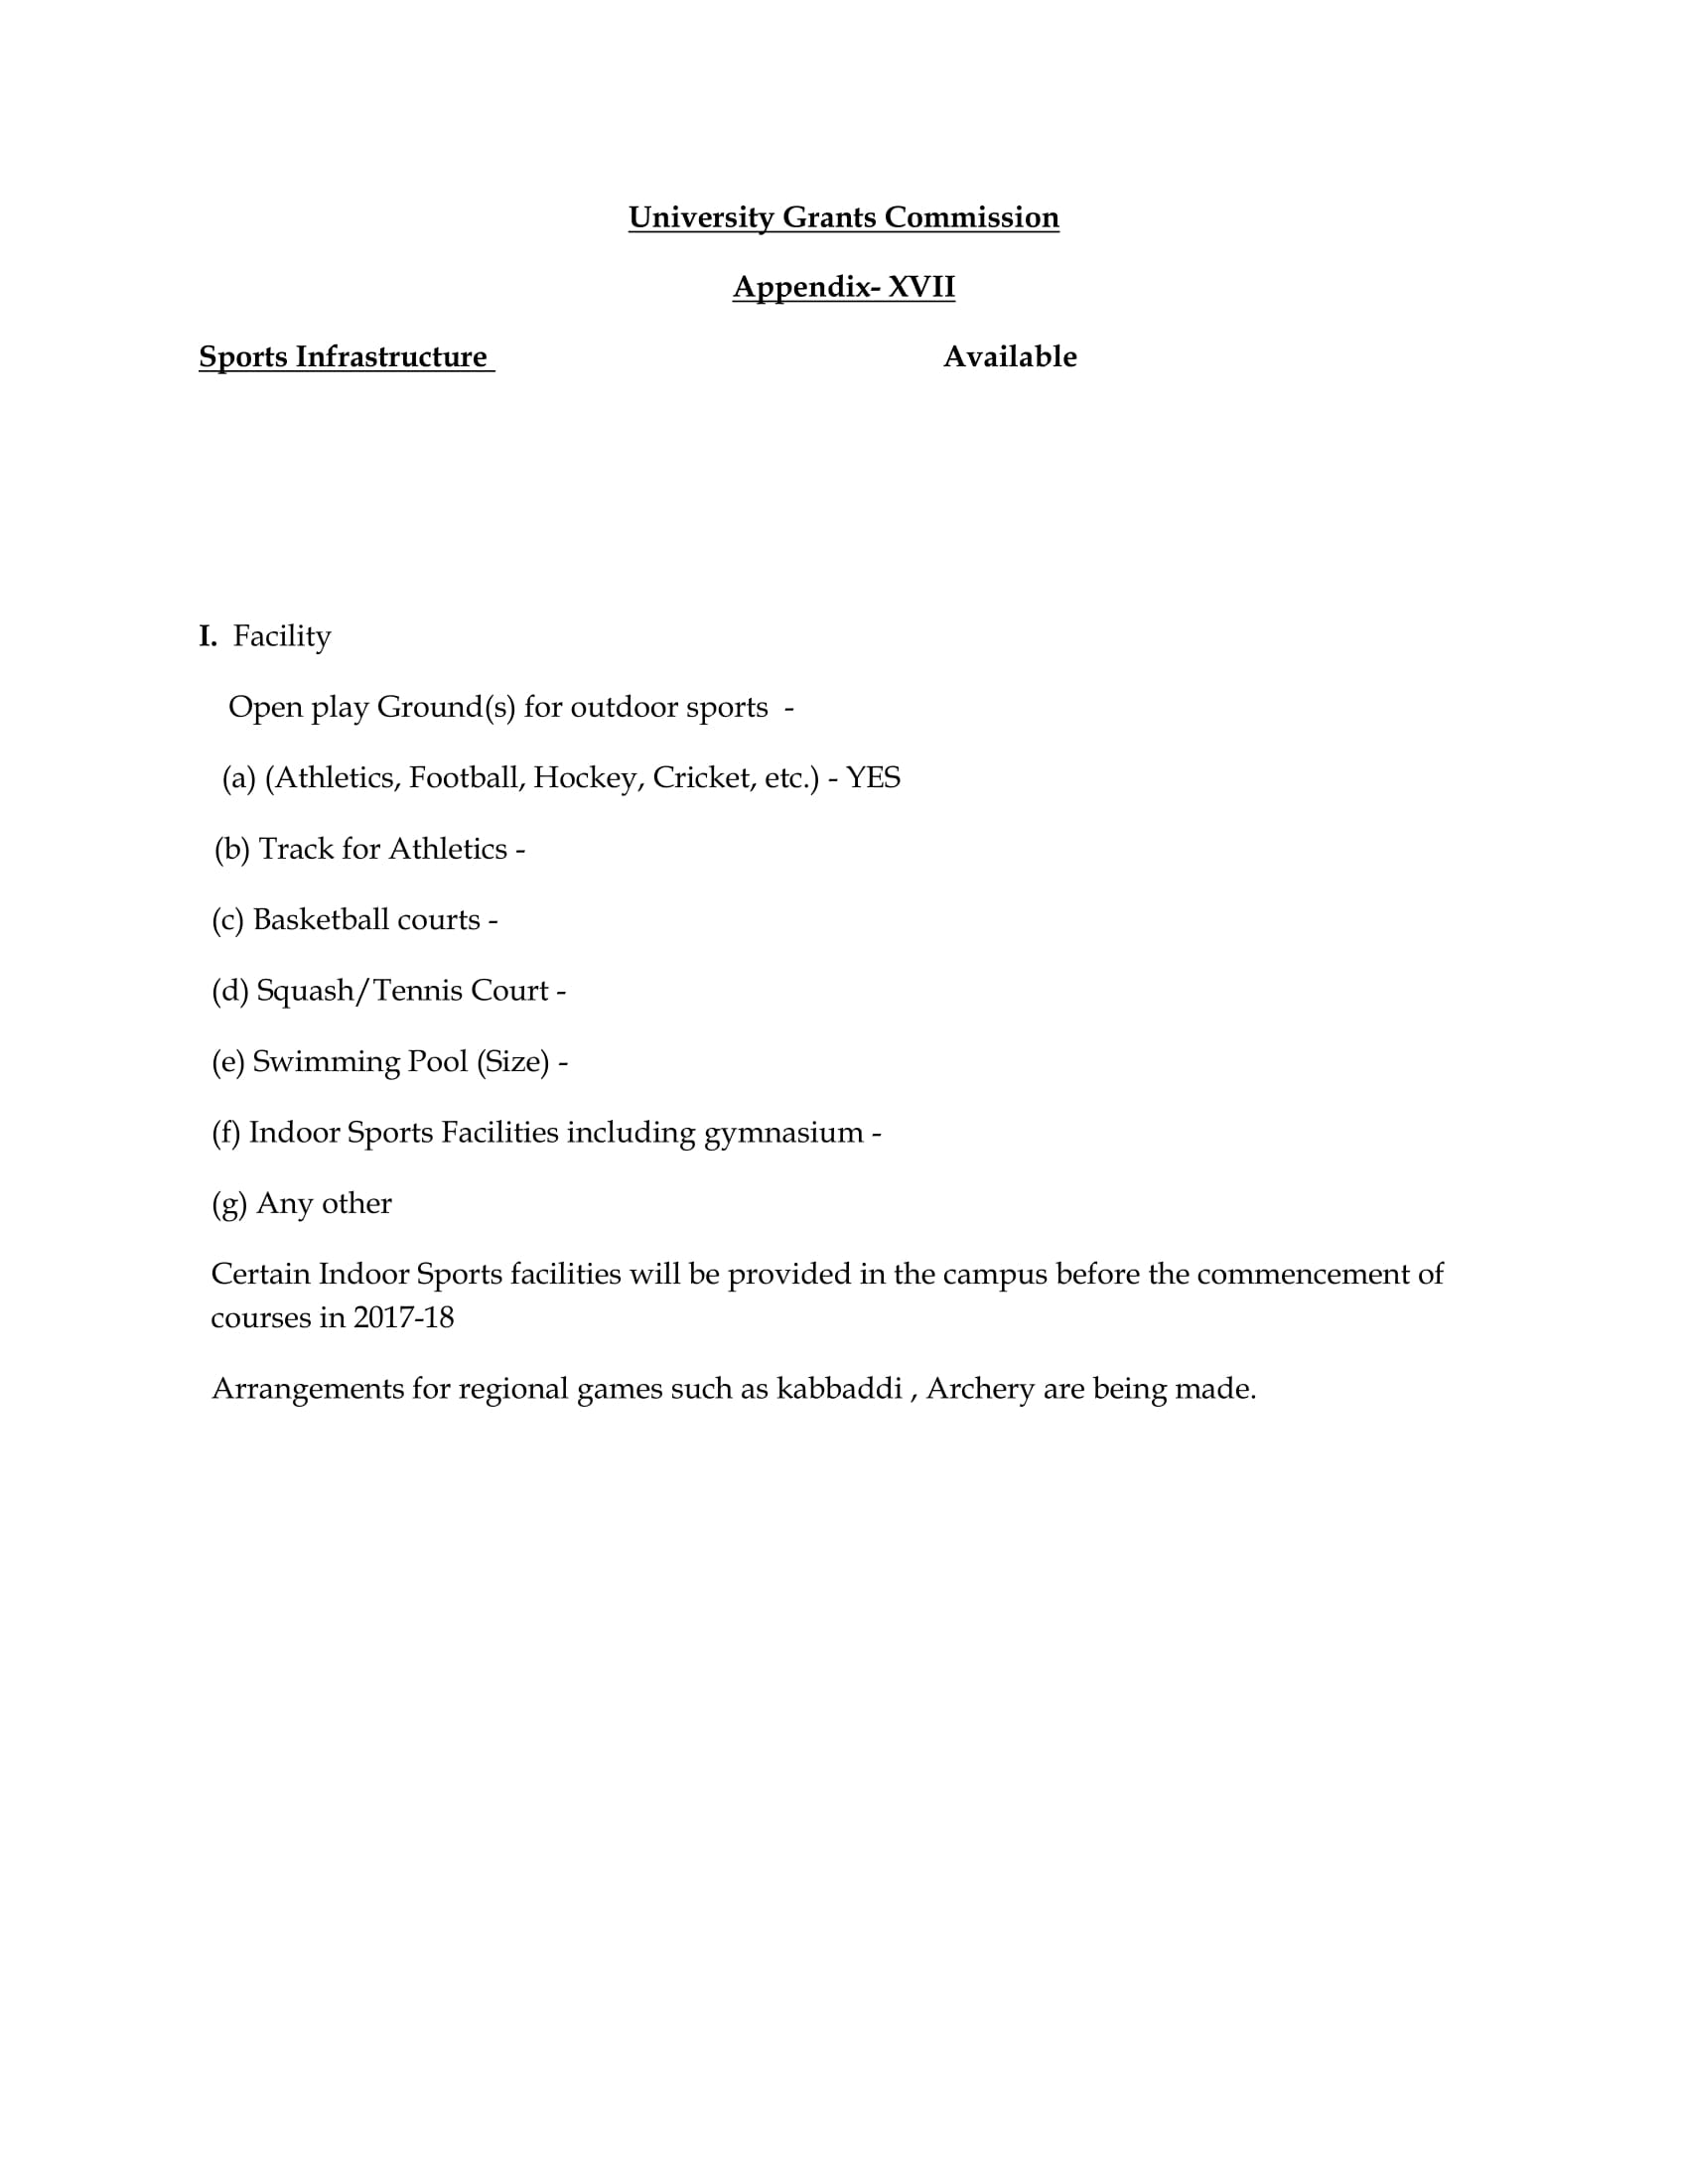 University Grants Commission
Appendix- XVII
Sports Infrastructure Available
I. Facility
Open play Ground(s) for outdoor sports -
(a) (Athletics, Football, Hockey, Cricket, etc.) - YES
(b) Track for Athletics -
(c) Basketball courts -
(d) Squash/Tennis Court -
(e) Swimming Pool (Size) -
(f) Indoor Sports Facilities including gymnasium -
(g) Any other
Certain Indoor Sports facilities will be provided in the campus before the commencement of
courses in 2017-18
Arrangements for regional games such as kabbaddi , Archery are being made.